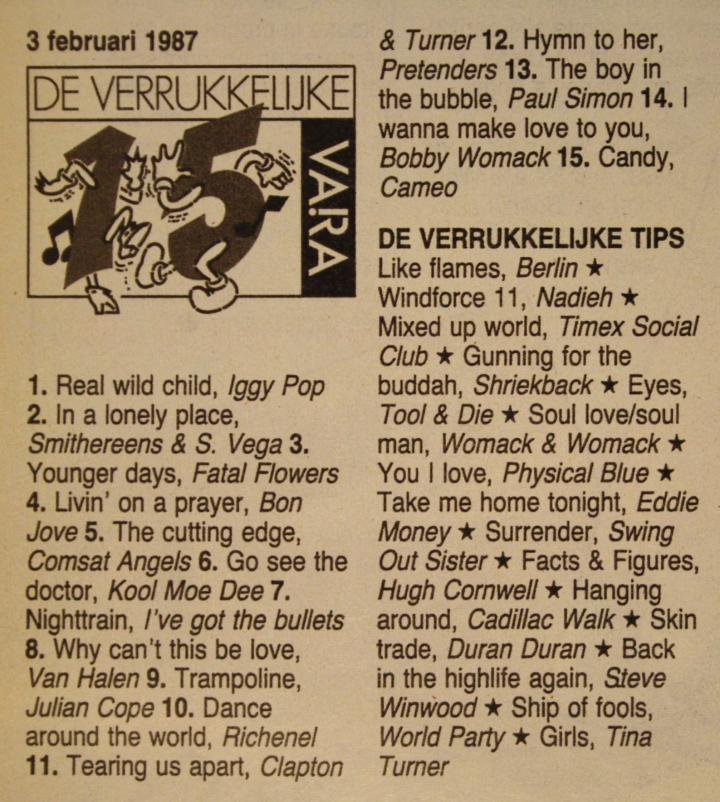 3 februari 1987
DE VERRUKKELIJKE
15
VARA
1. Real wild child, Iggy Pop
2. In a lonely place,
Smithereens & S. Vega 3.
Younger days, Fatal Flowers
4. Livin' on a prayer, Bon
Jove 5. The cutting edge,
Comsat Angels 6. Go see the
doctor, Kool Moe Dee 7.
Nighttrain, I've got the bullets
8. Why can't this be love,
Van Halen 9. Trampoline,
Julian Cope 10. Dance
around the world, Richenel
11. Tearing us apart, Clapton
& Turner 12. Hymn to her,
Pretenders 13. The boy in
the bubble, Paul Simon 14. I
wanna make love to you,
Bobby Womack 15. Candy,
Cameo
DE VERRUKKELIJKE TIPS
Like flames, Berlin ★
Windforce 11, Nadieh ★
Mixed up world, Timex Social
Club ★ Gunning for the
buddah, Shriekback ★ Eyes,
Tool & Die ★ Soul love/soul
man, Womack & Womack ★
You I love, Physical Blue ★
Take me home tonight, Eddie
Money ★ Surrender, Swing
Out Sister ★ Facts & Figures,
Hugh Cornwell ★ Hanging
around, Cadillac Walk ★ Skin
trade, Duran Duran ★ Back
in the highlife again, Steve
Winwood ★ Ship of fools,
World Party ★ Girls, Tina
Turner